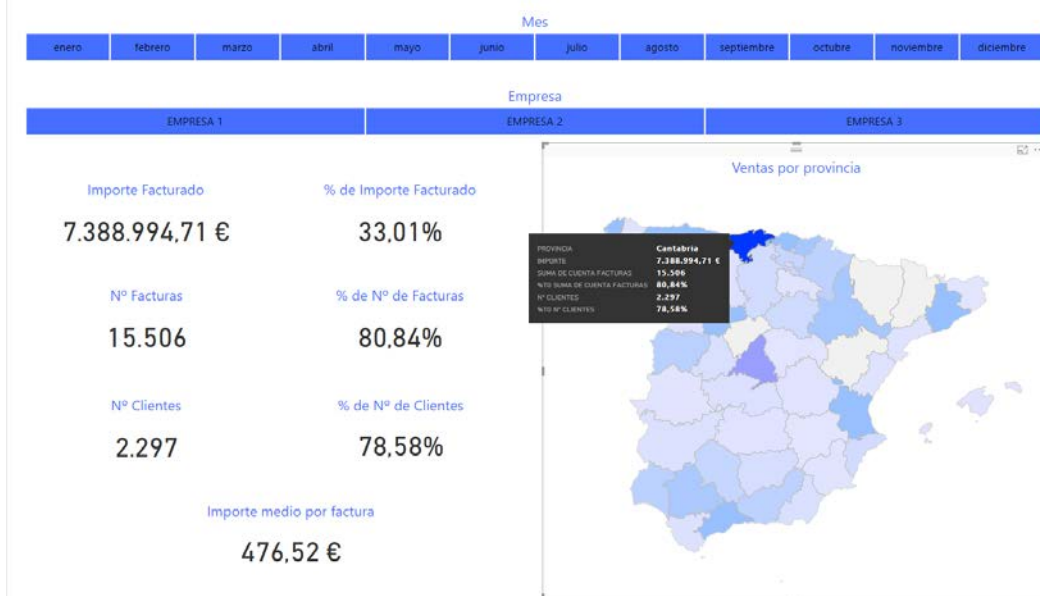 Mes
enero febrero marzo abril mayo junio julio agosto septiembre octubre noviembre diciembre
Empresa
EMPRESA 1 EMPRESA 2 EMPRESA 3
Ventas por provincia
Importe Facturado % de Importe Facturado
7.388.994,71 € 33,01%
PROVINCIA Cantabria
IMPORTE 7.388.994,71 €
SUMA DE CUENTA FACTURAS 15.506
%TG SUMA DE CUENTA FACTURAS 80,84%
Nº CLIENTES 2.297
%TG Nº CLIENTES 78,58%
Nº Facturas % de Nº de Facturas
15.506 80,84%
Nº Clientes % de Nº de Clientes
2.297 78,58%
Importe medio por factura
476,52 €